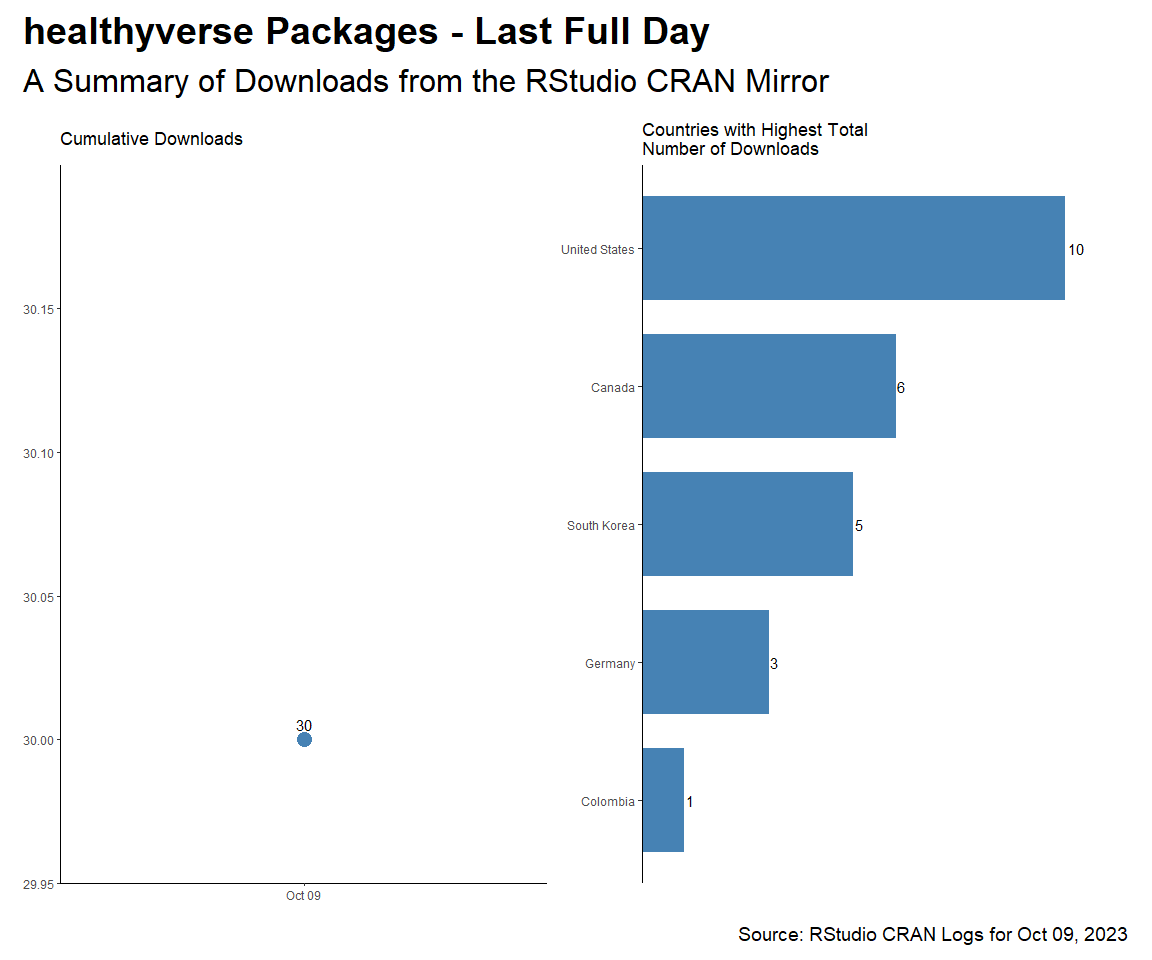 healthyverse Packages - Last Full Day
A Summary of Downloads from the RStudio CRAN Mirror
Cumulative Downloads
30.15
30.10
30.05
30.00
29.95
30
Oct 09
Countries with Highest Total
Number of Downloads
United States
10
Canada
6
South Korea
5
Germany
3
Colombia
1
Source: RStudio CRAN Logs for Oct 09, 2023